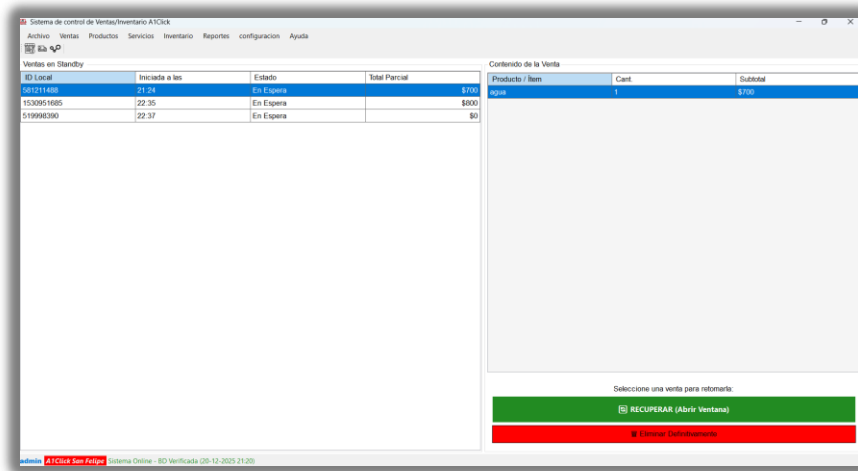 Sistema de control de Ventas/Inventario A1Click
Archivo Ventas Productos Servicios Inventario Reportes configuracion Ayuda
Ventas en Standby
ID Local Iniciada a las Estado Total Parcial
581211488 21:24 En Espera $700
1530951685 22:35 En Espera $800
519998390 22:37 En Espera $0
Contenido de la Venta
Producto / Ítem Cant. Subtotal
agua 1 $700
Seleccione una venta para retomarla:
RECUPERAR (Abrir Ventana)
Eliminar Definitivamente
admin A1Click San Felipe Sistema Online - BD Verificada (20-12-2025 21:20)